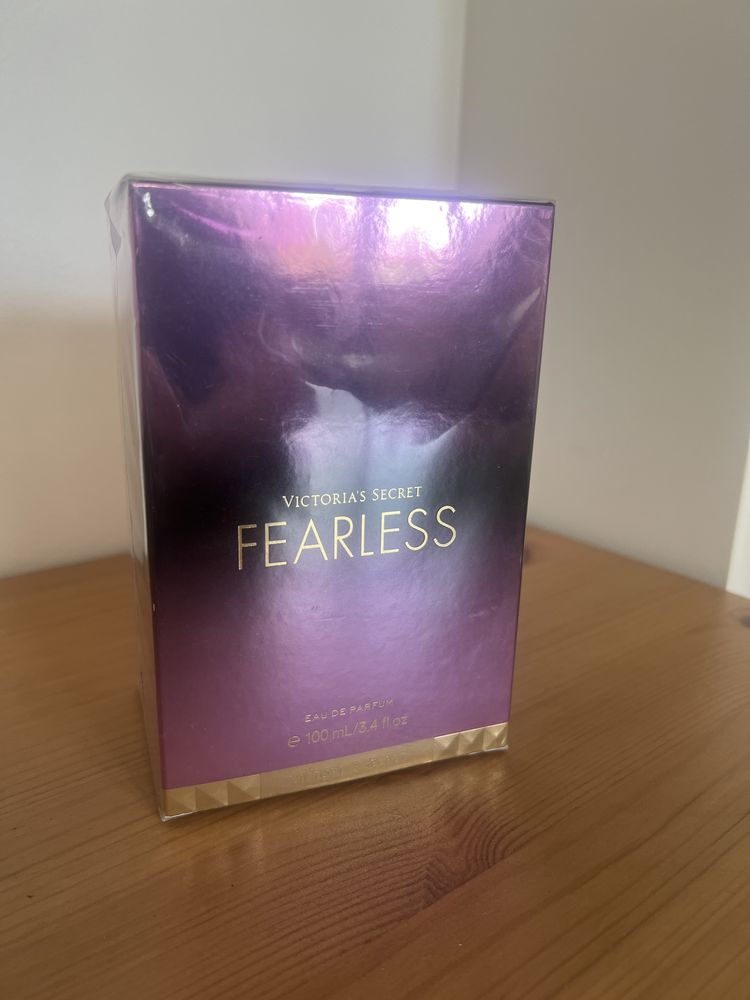 VICTORIA'S SECRET
FEARLESS
EAU DE PARFUM
℮ 100 mL/3.4 fl oz